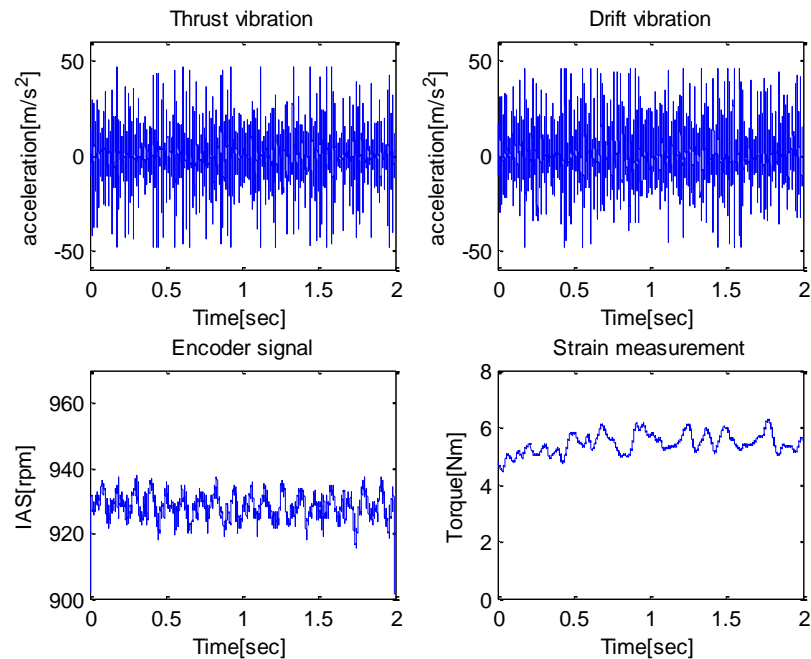 Thrust vibration
acceleration[m/s²]
50
0
-50
0 0.5 1 1.5 2
Time[sec]
Drift vibration
acceleration[m/s²]
50
0
-50
0 0.5 1 1.5 2
Time[sec]
Encoder signal
IAS[rpm]
960
940
920
900
0 0.5 1 1.5 2
Time[sec]
Strain measurement
Torque[Nm]
8
6
4
2
0
0 0.5 1 1.5 2
Time[sec]